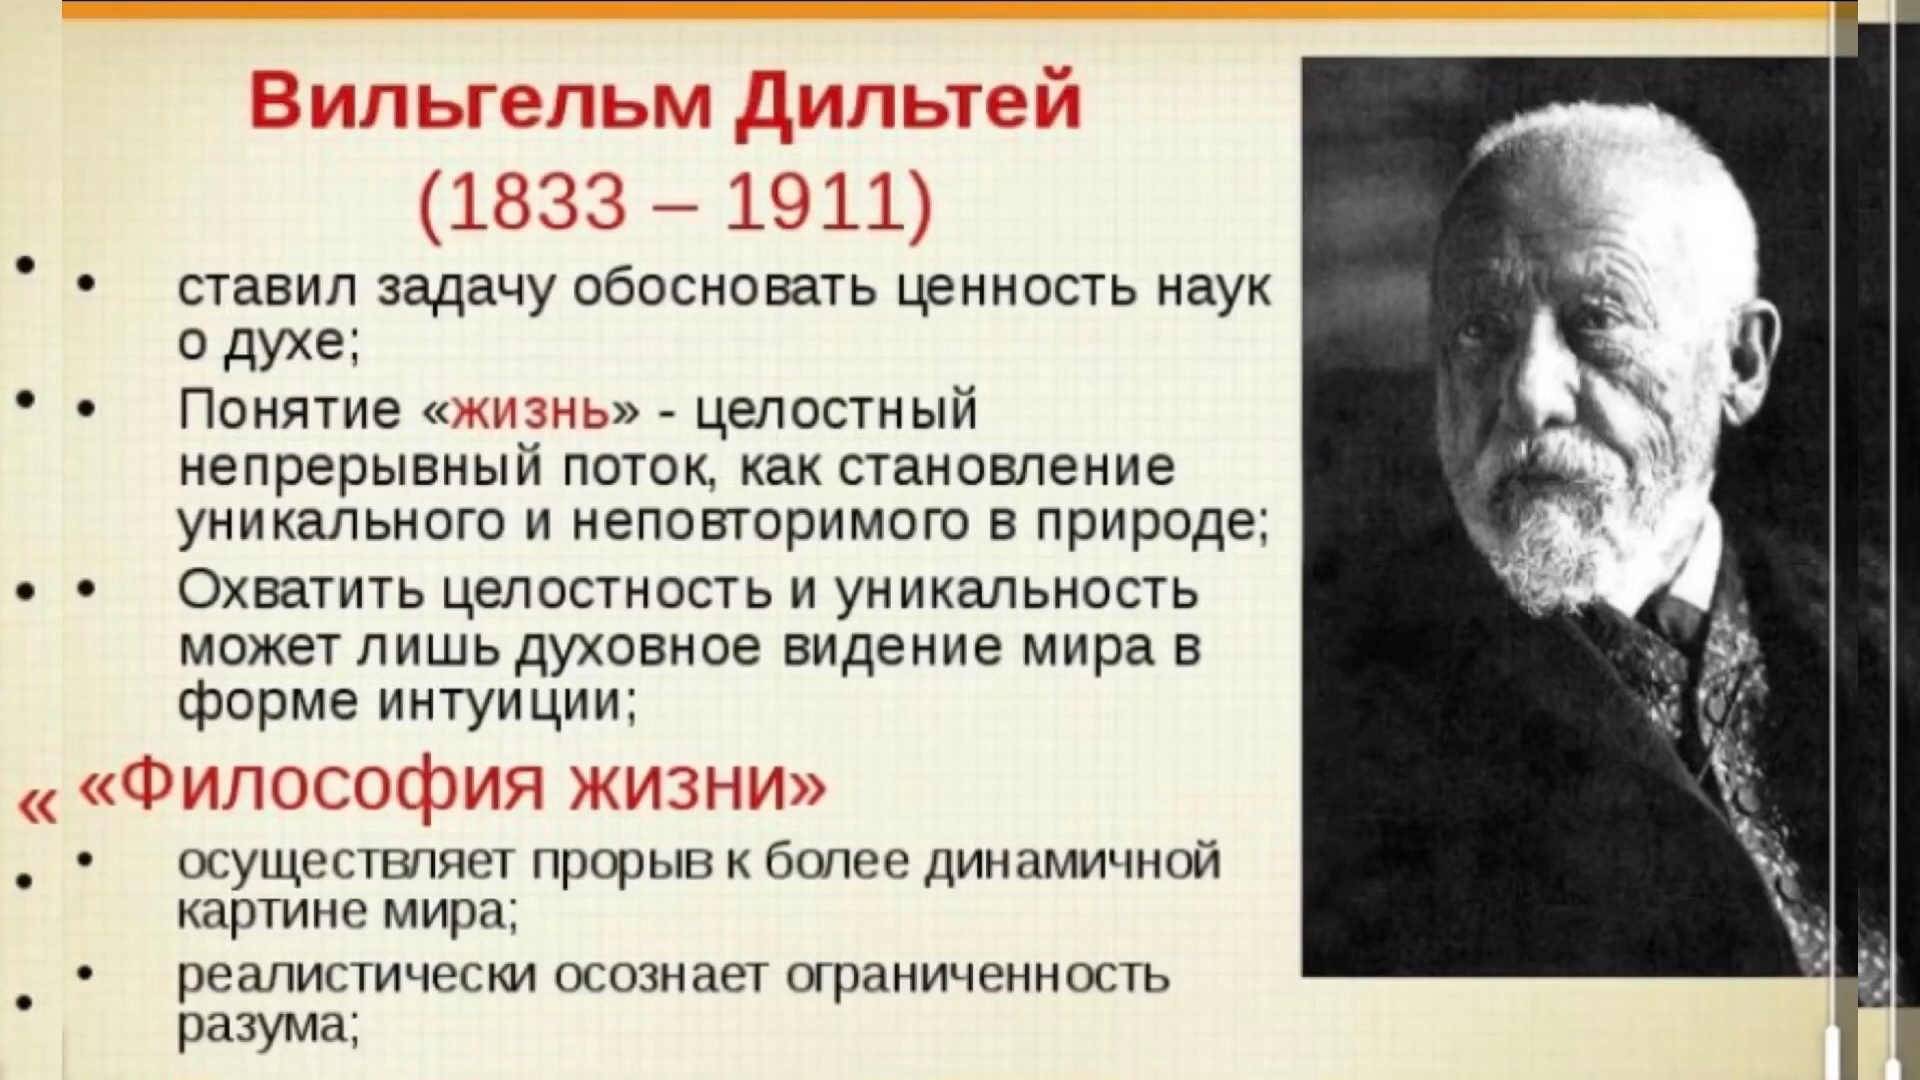 Вильгельм Дильтей
(1833 – 1911)
• ставил задачу обосновать ценность наук
о духе;
• Понятие «жизнь» - целостный
непрерывный поток, как становление
уникального и неповторимого в природе;
• Охватить целостность и уникальность
может лишь духовное видение мира в
форме интуиции;
«Философия жизни»
• осуществляет прорыв к более динамичной
картине мира;
• реалистически осознает ограниченность
разума;